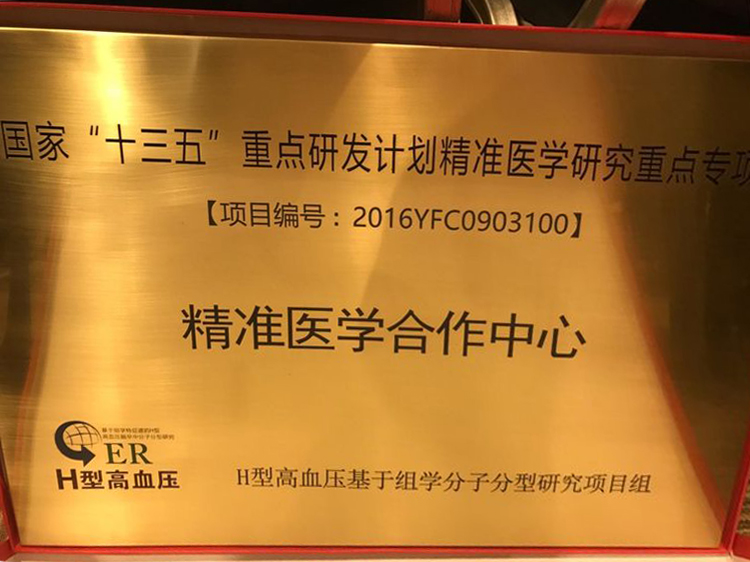 国家“十三五”重点研发计划精准医学研究重点专项
【项目编号：2016YFC0903100】
精准医学合作中心
ER
H型高血压
H型高血压基于组学分子分型研究项目组